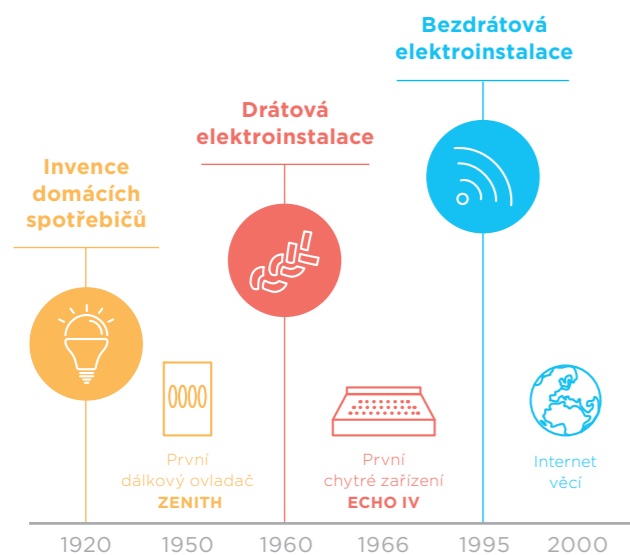 Bezdrátová
elektroinstalace
Drátová
elektroinstalace
Invence
domácích
spotřebičů
První
dálkový ovladač
ZENITH
První
chytré zařízení
ECHO IV
Internet
věcí
1920 1950 1960 1966 1995 2000